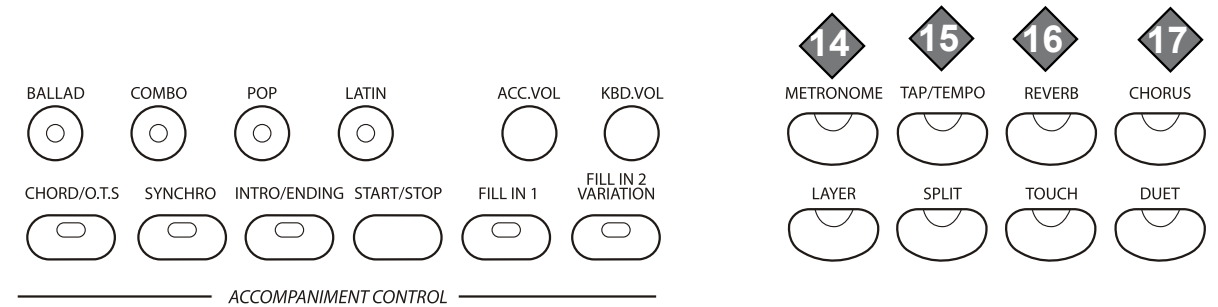 14 15 16 17
BALLAD COMBO POP LATIN ACC.VOL KBD.VOL METRONOME TAP/TEMPO REVERB CHORUS
CHORD/O.T.S SYNCHRO INTRO/ENDING START/STOP FILL IN 1 FILL IN 2 VARIATION LAYER SPLIT TOUCH DUET
ACCOMPANIMENT CONTROL